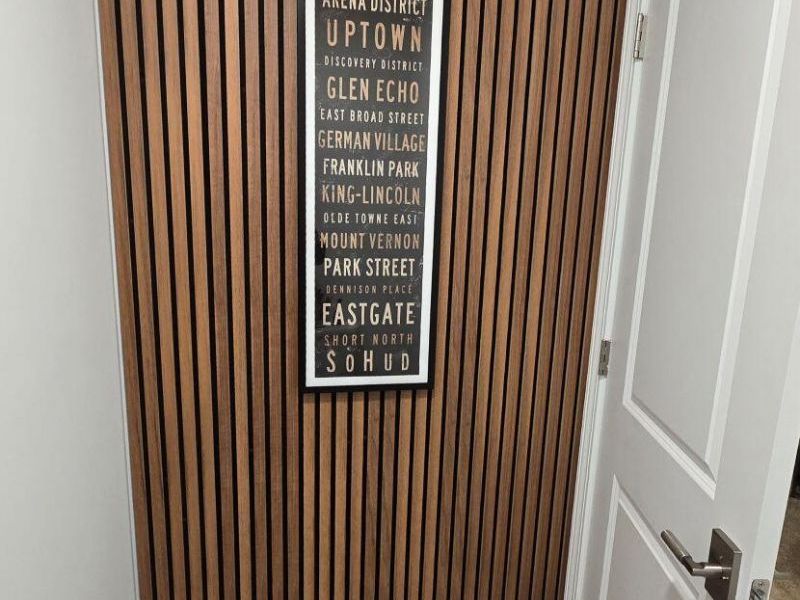 ARENA DISTRICT
UPTOWN
DISCOVERY DISTRICT
GLEN ECHO
EAST BROAD STREET
GERMAN VILLAGE
FRANKLIN PARK
KING-LINCOLN
OLDE TOWNE EAST
MOUNT VERNON
PARK STREET
DENNISON PLACE
EASTGATE
SHORT NORTH
SoHuD